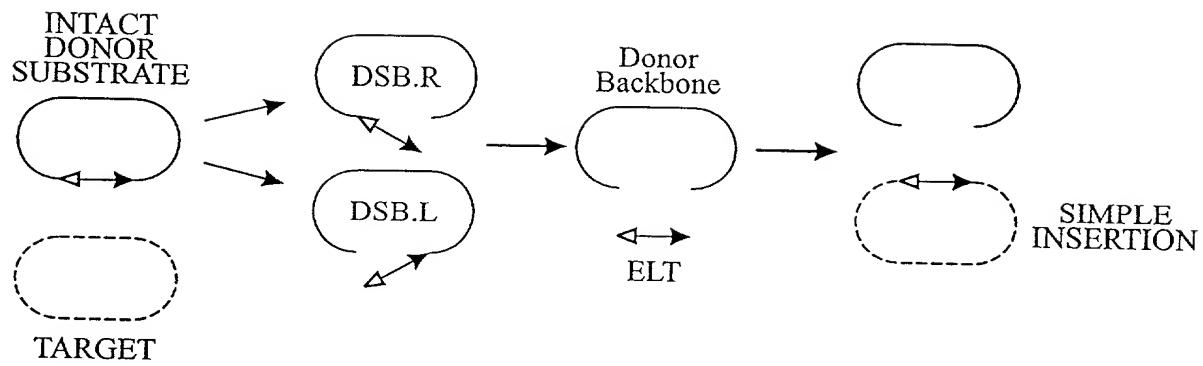 INTACT
DONOR
SUBSTRATE
TARGET
DSB.R
DSB.L
Donor
Backbone
ELT
SIMPLE
INSERTION